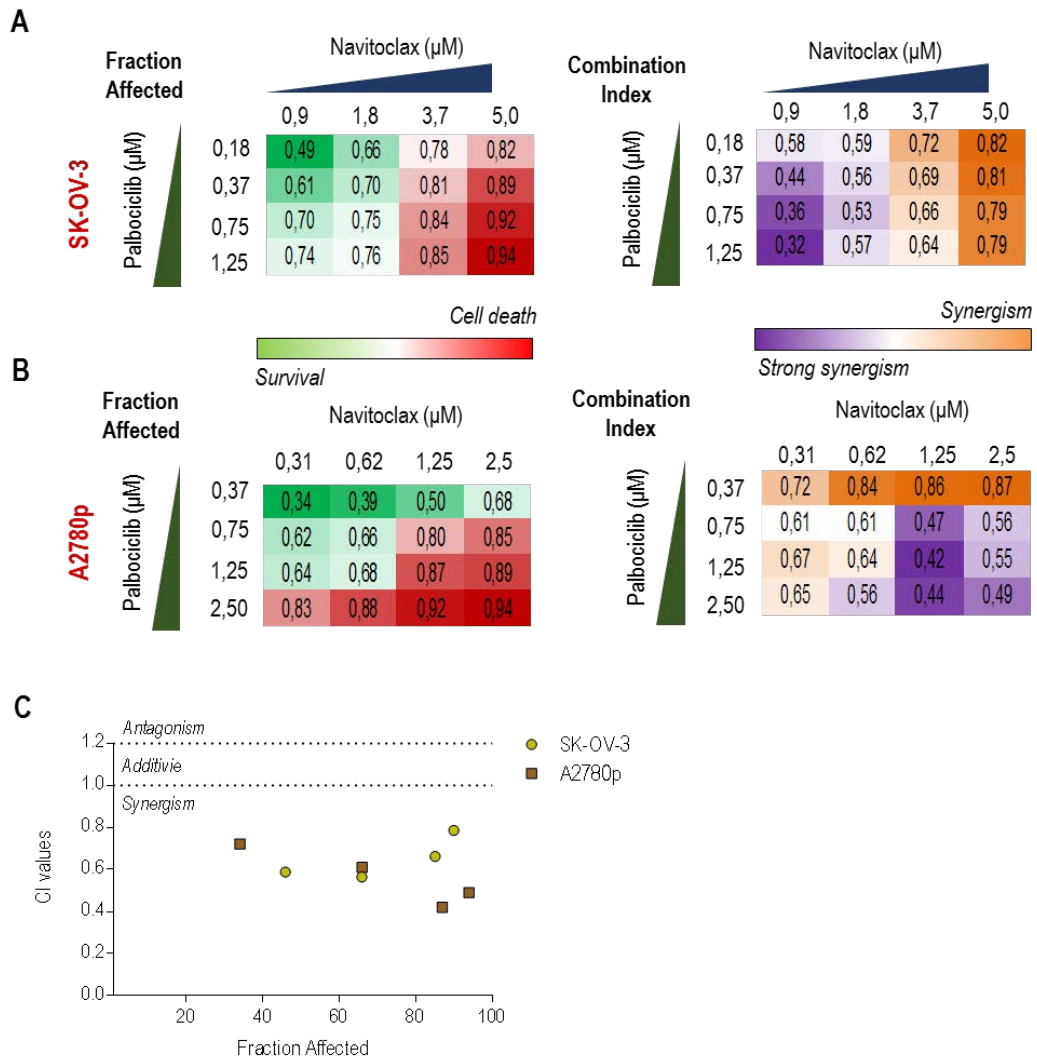 A
Fraction
Affected
Navitoclax (µM)
0,9 1,8 3,7 5,0
SK-OV-3
Palbociclib (µM)
0,18 0,49 0,66 0,78 0,82
0,37 0,61 0,70 0,81 0,89
0,75 0,70 0,75 0,84 0,92
1,25 0,74 0,76 0,85 0,94
Cell death
Survival
Combination
Index
Navitoclax (µM)
0,9 1,8 3,7 5,0
Palbociclib (µM)
0,18 0,58 0,59 0,72 0,82
0,37 0,44 0,56 0,69 0,81
0,75 0,36 0,53 0,66 0,79
1,25 0,32 0,57 0,64 0,79
Synergism
Strong synergism
B
Fraction
Affected
Navitoclax (µM)
0,31 0,62 1,25 2,5
A2780p
Palbociclib (µM)
0,37 0,34 0,39 0,50 0,68
0,75 0,62 0,66 0,80 0,85
1,25 0,64 0,68 0,87 0,89
2,50 0,83 0,88 0,92 0,94
Combination
Index
Navitoclax (µM)
0,31 0,62 1,25 2,5
Palbociclib (µM)
0,37 0,72 0,84 0,86 0,87
0,75 0,61 0,61 0,47 0,56
1,25 0,67 0,64 0,42 0,55
2,50 0,65 0,56 0,44 0,49
C
Antagonism
1.2
Additivie
1.0
Synergism
0.8
0.6
0.4
0.2
0.0
CI values
20 40 60 80 100
Fraction Affected
SK-OV-3
A2780p